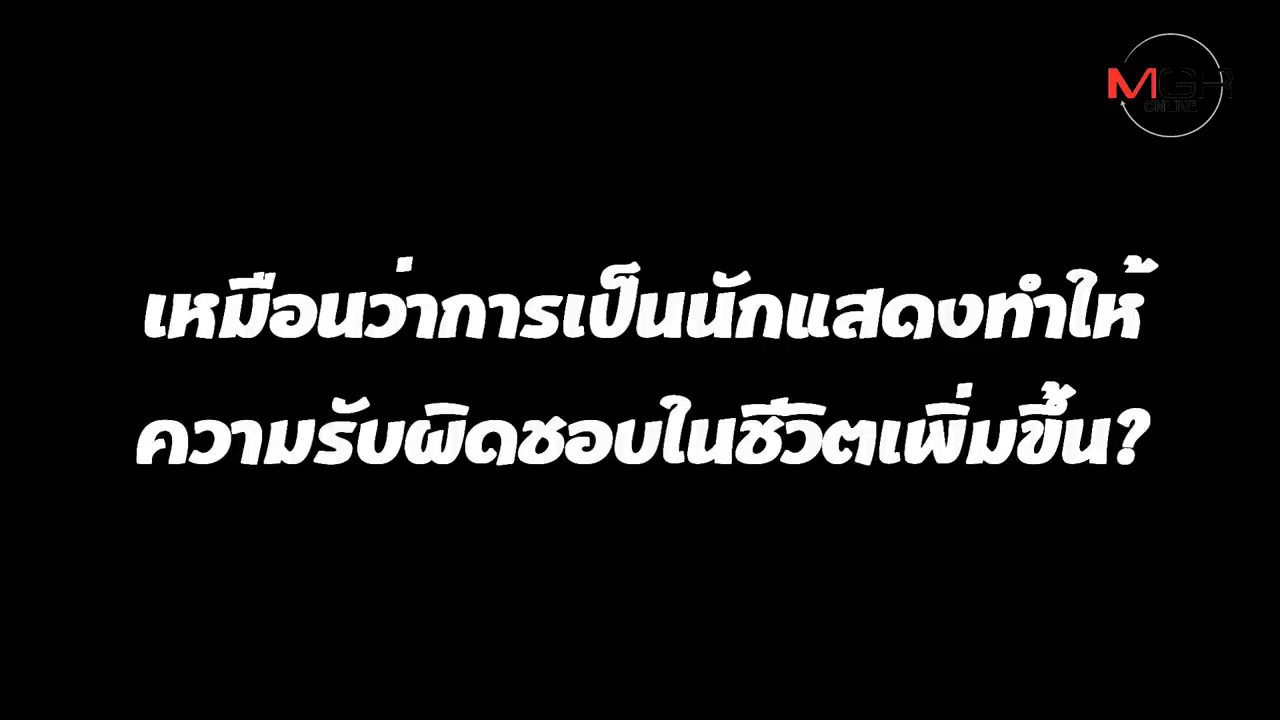 MGR
ONLINE
เหมือนว่าการเป็นนักแสดงทำให้
ความรับผิดชอบในชีวิตเพิ่มขึ้น?